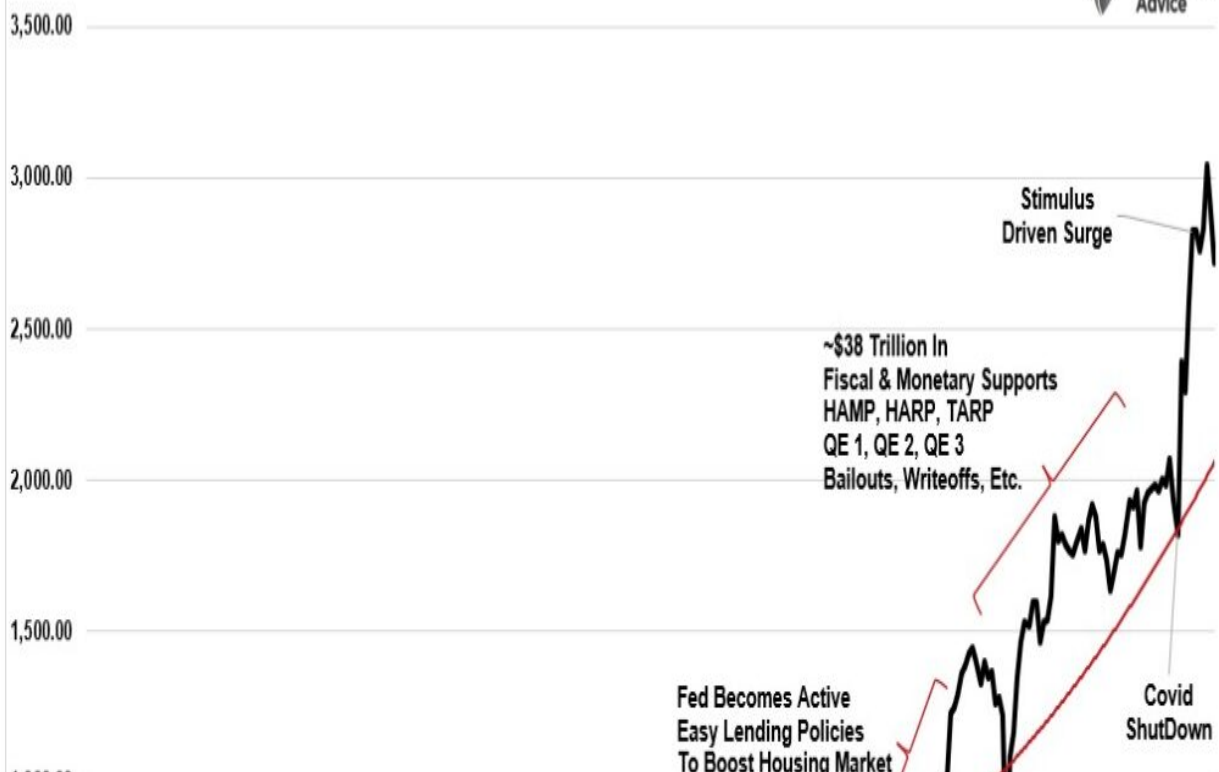 Advice
3,500.00
3,000.00
Stimulus
Driven Surge
2,500.00
~$38 Trillion In
Fiscal & Monetary Supports
HAMP, HARP, TARP
QE 1, QE 2, QE 3
Bailouts, Writeoffs, Etc.
2,000.00
1,500.00
Fed Becomes Active
Easy Lending Policies
To Boost Housing Market
Covid
ShutDown